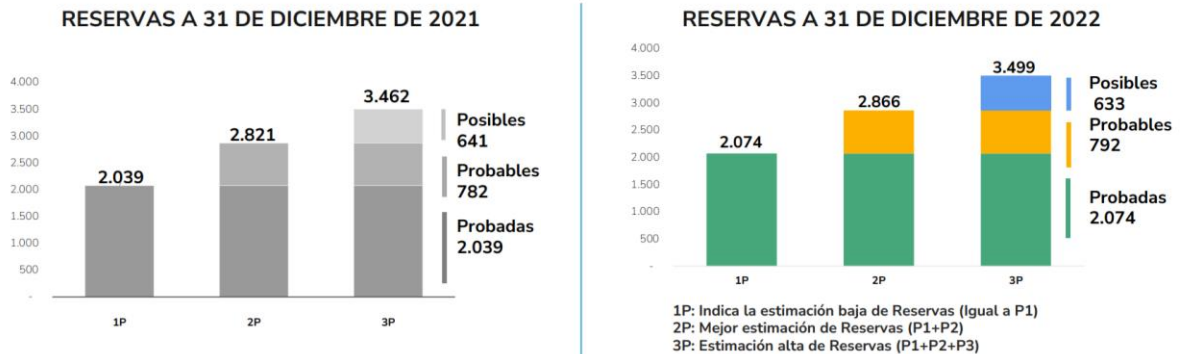 RESERVAS A 31 DE DICIEMBRE DE 2021
4.000
3.500
3.000
2.500
2.000
1.500
1.000
500
-
2.039
2.821
3.462
1P
2P
3P
Posibles
641
Probables
782
Probadas
2.039
RESERVAS A 31 DE DICIEMBRE DE 2022
4.000
3.500
3.000
2.500
2.000
1.500
1.000
500
-
2.074
2.866
3.499
1P
2P
3P
Posibles
633
Probables
792
Probadas
2.074
1P: Indica la estimación baja de Reservas (Igual a P1)
2P: Mejor estimación de Reservas (P1+P2)
3P: Estimación alta de Reservas (P1+P2+P3)